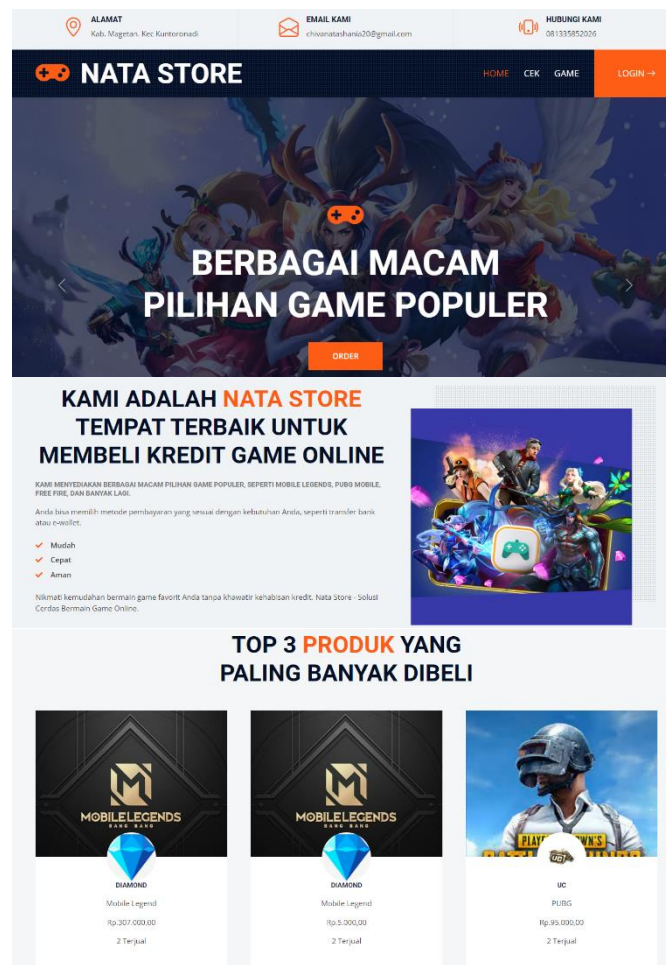 ALAMAT
Kab. Magetan. Kec Kuntoronadi
EMAIL KAMI
chivanatashania20@gmail.com
HUBUNGI KAMI
081335852026
NATA STORE
HOME CEK GAME LOGIN →
BERBAGAI MACAM
PILIHAN GAME POPULER
ORDER
KAMI ADALAH NATA STORE
TEMPAT TERBAIK UNTUK
MEMBELI KREDIT GAME ONLINE
KAMI MENYEDIAKAN BERBAGAI MACAM PILIHAN GAME POPULER, SEPERTI MOBILE LEGENDS, PUBG MOBILE,
FREE FIRE, DAN BANYAK LAGI.
Anda bisa memilih metode pembayaran yang sesuai dengan kebutuhan Anda, seperti transfer bank
atau e-wallet.
Mudah
Cepat
Aman
Nikmati kemudahan bermain game favorit Anda tanpa khawatir kehabisan kredit. Nata Store - Solusi
Cerdas Bermain Game Online.
TOP 3 PRODUK YANG
PALING BANYAK DIBELI
MOBILE LEGENDS
BANG BANG
DIAMOND
Mobile Legend
Rp.307.000,00
2 Terjual
MOBILE LEGENDS
BANG BANG
DIAMOND
Mobile Legend
Rp.5.000,00
2 Terjual
UC
UC
PUBG
Rp.95.000,00
2 Terjual